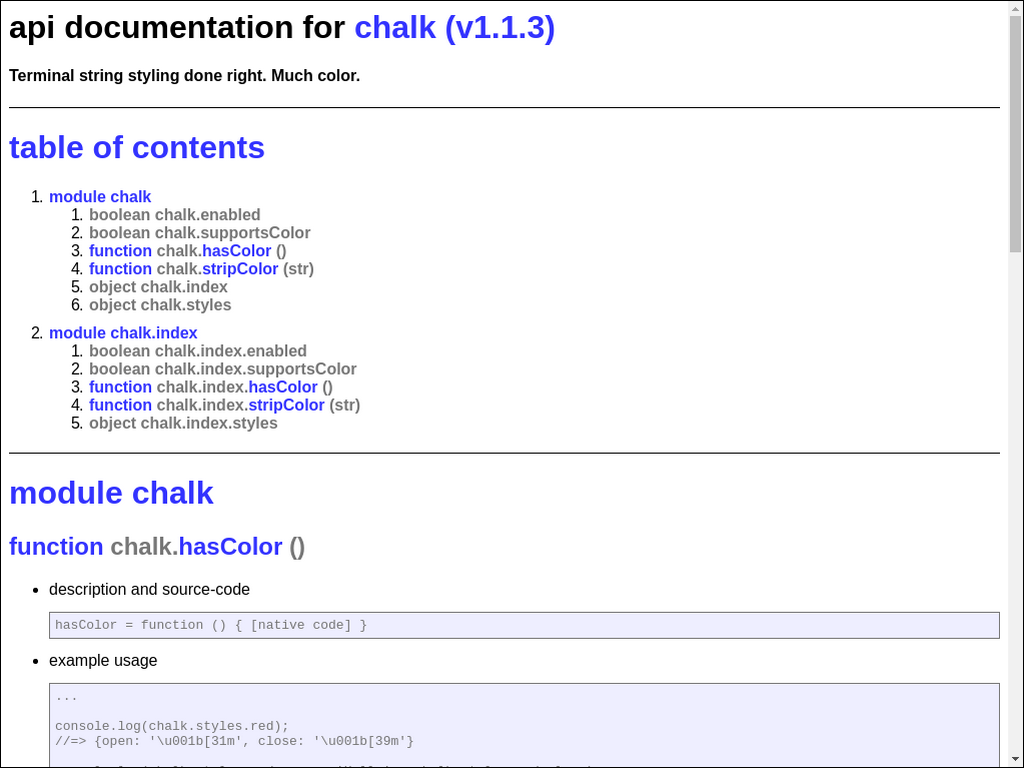 api documentation for chalk (v1.1.3)
Terminal string styling done right. Much color.
table of contents
1. module chalk
1. boolean chalk.enabled
2. boolean chalk.supportsColor
3. function chalk.hasColor ()
4. function chalk.stripColor (str)
5. object chalk.index
6. object chalk.styles
2. module chalk.index
1. boolean chalk.index.enabled
2. boolean chalk.index.supportsColor
3. function chalk.index.hasColor ()
4. function chalk.index.stripColor (str)
5. object chalk.index.styles
module chalk
function chalk.hasColor ()
• description and source-code
hasColor = function () { [native code] }
• example usage
...
console.log(chalk.styles.red);
//=> {open: '\u001b[31m', close: '\u001b[39m'}